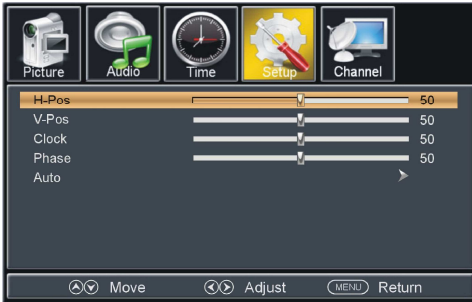 Picture Audio Time Setup Channel
H-Pos 50
V-Pos 50
Clock 50
Phase 50
Auto
Move Adjust MENU Return